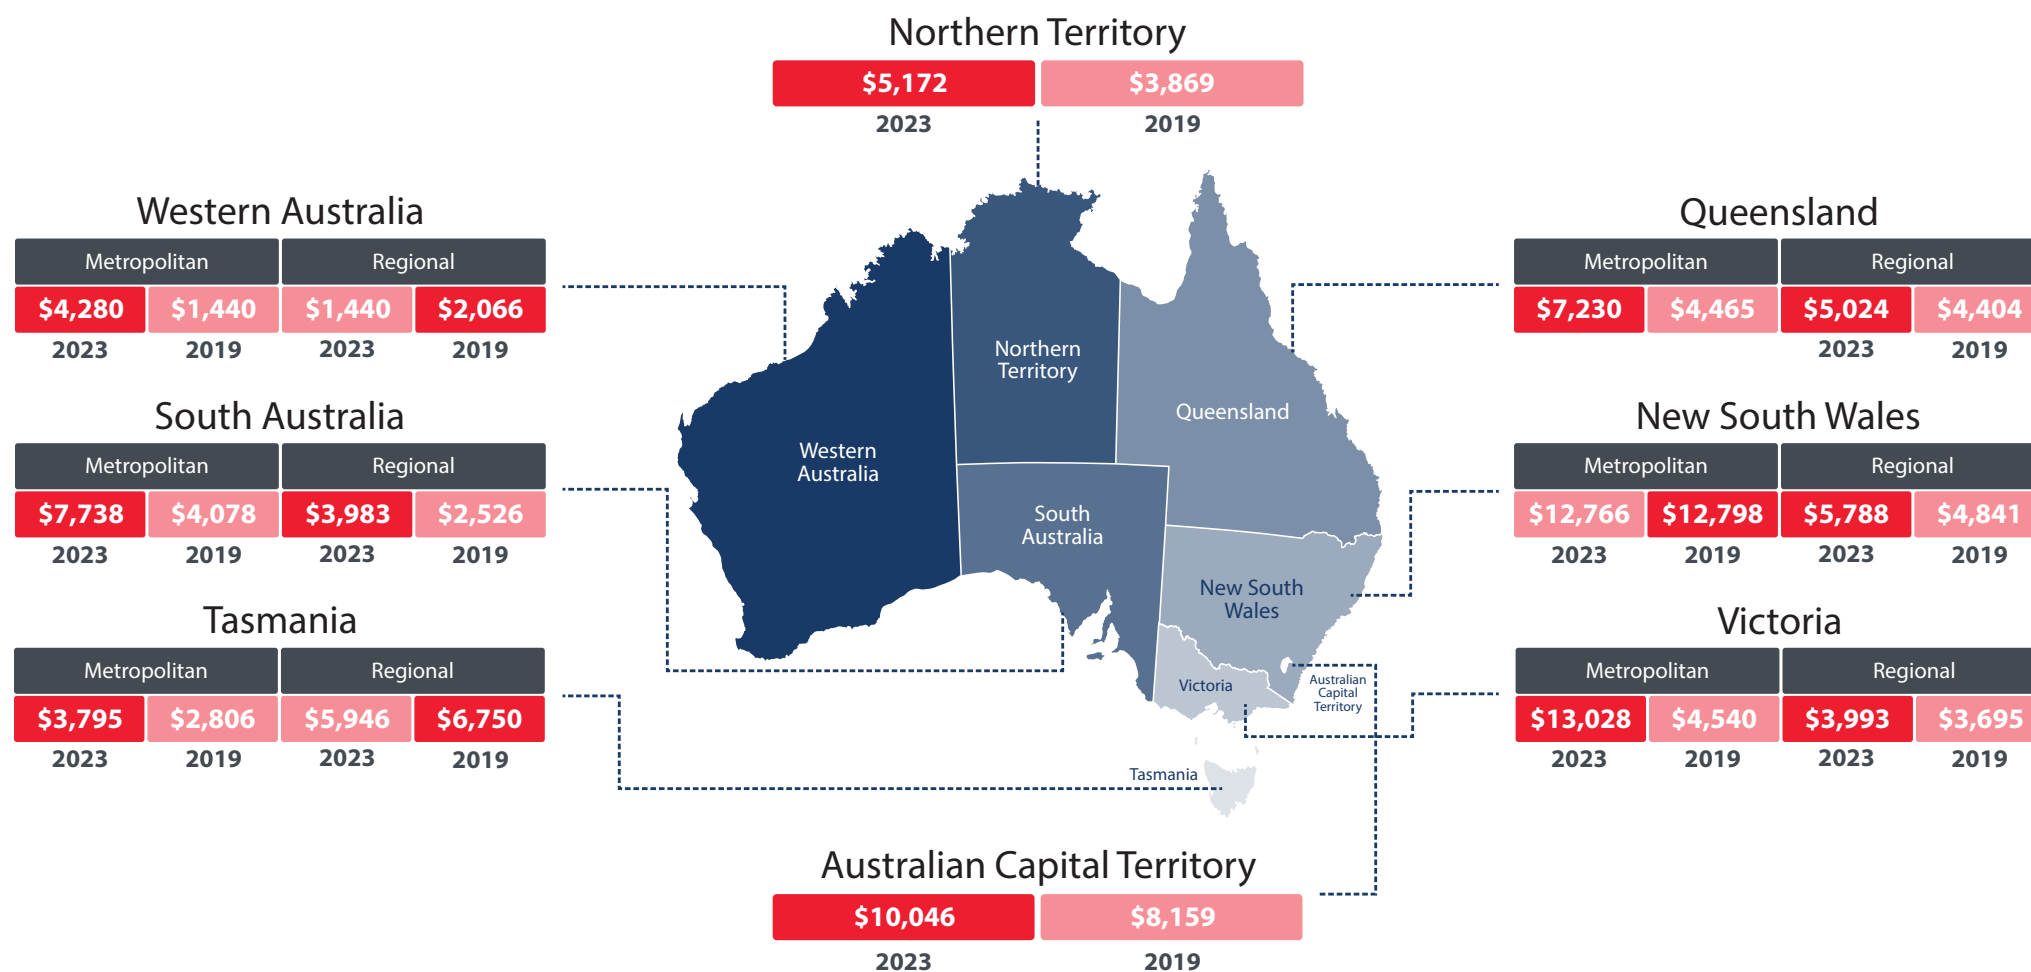 Northern Territory
$5,172 $3,869
2023 2019
Western Australia
Metropolitan Regional
$4,280 $1,440 $1,440 $2,066
2023 2019 2023 2019
South Australia
Metropolitan Regional
$7,738 $4,078 $3,983 $2,526
2023 2019 2023 2019
Tasmania
Metropolitan Regional
$3,795 $2,806 $5,946 $6,750
2023 2019 2023 2019
Northern
Territory
Queensland
Western
Australia
South
Australia
New South
Wales
Victoria
Australian
Capital
Territory
Tasmania
Queensland
Metropolitan Regional
$7,230 $4,465 $5,024 $4,404
2023 2019
New South Wales
Metropolitan Regional
$12,766 $12,798 $5,788 $4,841
2023 2019 2023 2019
Victoria
Metropolitan Regional
$13,028 $4,540 $3,993 $3,695
2023 2019 2023 2019
Australian Capital Territory
$10,046 $8,159
2023 2019